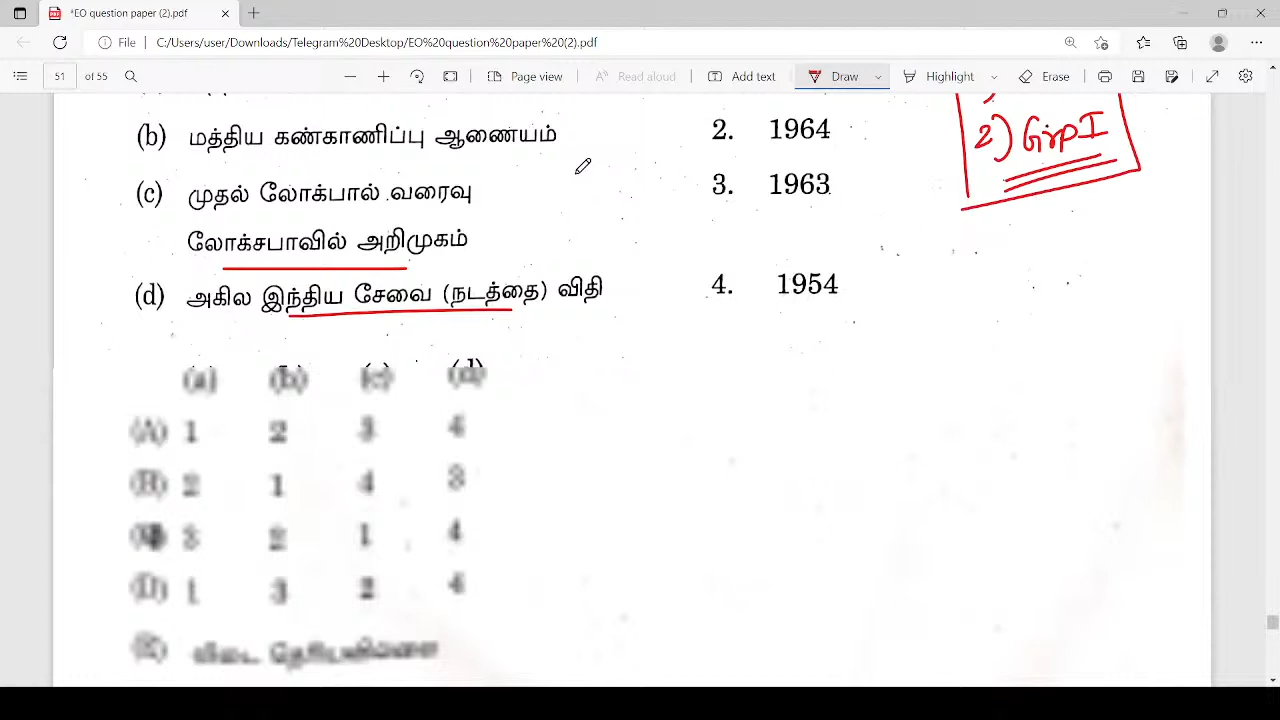 *EO question paper (2).pdf
File C:/Users/user/Downloads/Telegram%20Desktop/EO%20question%20paper%20(2).pdf
51 of 55 Page view Read aloud Add text Draw Highlight Erase
(b) மத்திய கண்காணிப்பு ஆணையம் 2. 1964
2) Grp I
(c) முதல் லோக்பால் வரைவு 3. 1963
லோக்சபாவில் அறிமுகம்
(d) அகில இந்திய சேவை (நடத்தை) விதி 4. 1954
(a) (b) (c) (d)
(A) 1 2 3 4
(B) 2 1 4 3
3 2 1 4
(D) 1 3 2 4
(E) விடை தெரியவில்லை